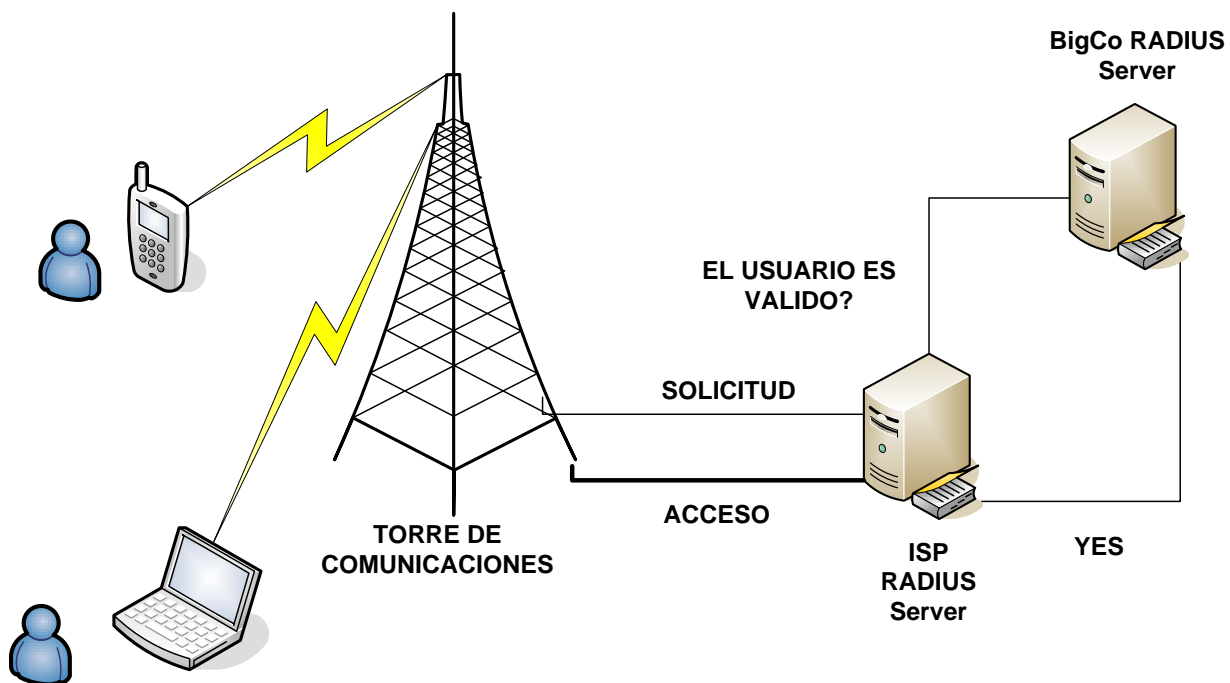 BigCo RADIUS
Server
EL USUARIO ES
VALIDO?
SOLICITUD
ACCESO
TORRE DE
COMUNICACIONES
ISP
RADIUS
Server
YES